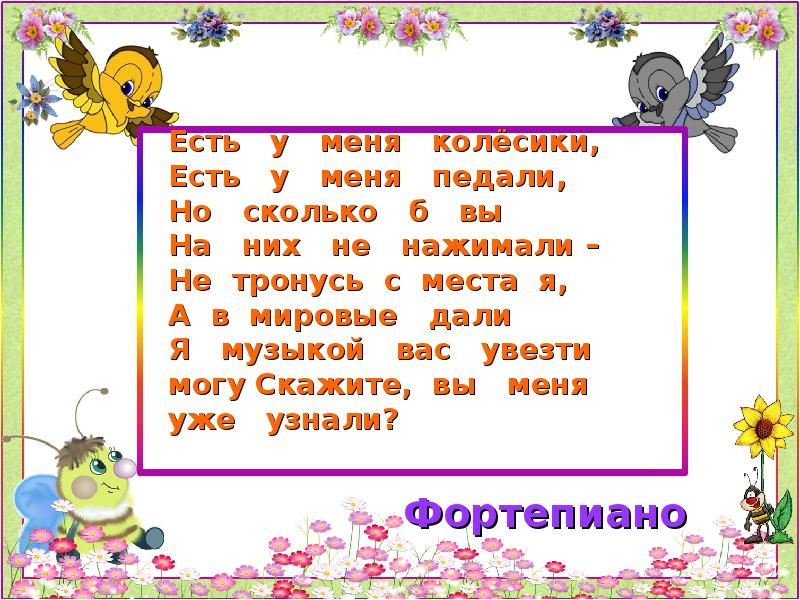 Есть у меня колёсики,
Есть у меня педали,
Но сколько б вы
На них не нажимали –
Не тронусь с места я,
А в мировые дали
Я музыкой вас увезти
могу Скажите, вы меня
уже узнали?
Фортепиано